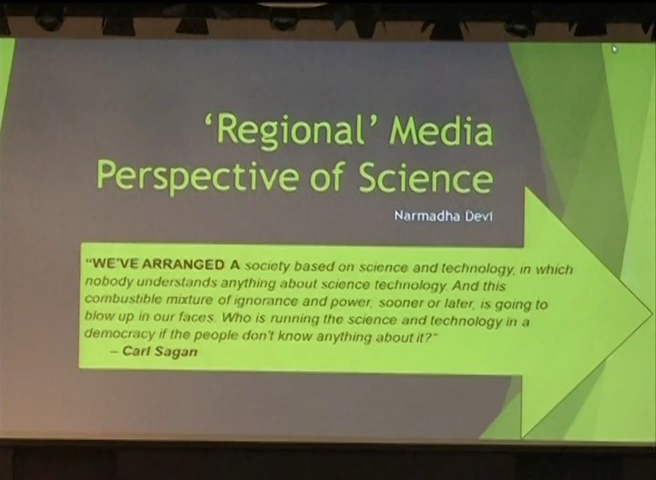 ‘Regional’ Media
Perspective of Science
Narmadha Devi
“WE’VE ARRANGED A society based on science and technology, in which
nobody understands anything about science technology. And this
combustible mixture of ignorance and power, sooner or later, is going to
blow up in our faces. Who is running the science and technology in a
democracy if the people don’t know anything about it?”
– Carl Sagan